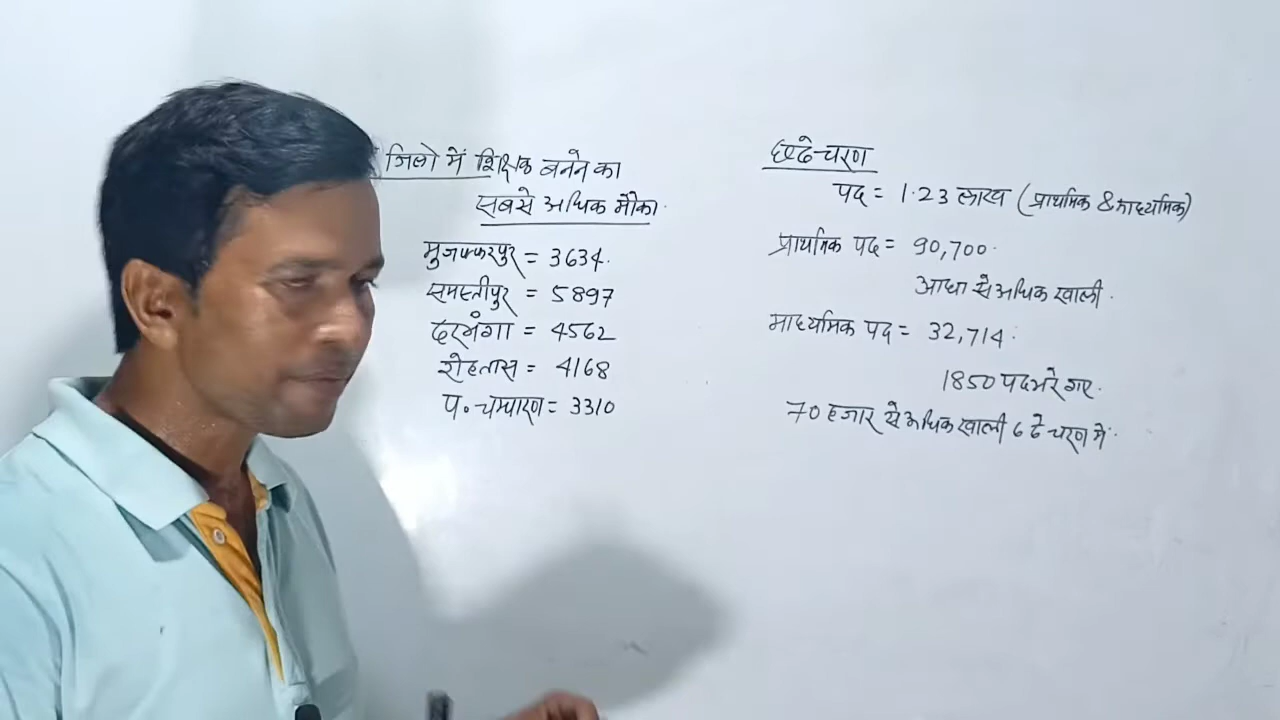 जिलो में शिक्षक बनने का
सबसे अधिक मौका.
मुजफ्फरपुर = 3634.
समस्तीपुर = 5897
दरभंगा = 4562
रोहतास = 4168
प० चम्पारण = 3310
छठे-चरण
पद = 1.23 लाख (प्राथमिक & माध्यमिक)
प्राथमिक पद = 90,700.
आधा से अधिक खाली.
माध्यमिक पद = 32,714.
1850 पद भरे गए.
70 हजार से अधिक खाली 6 ठे चरण में.